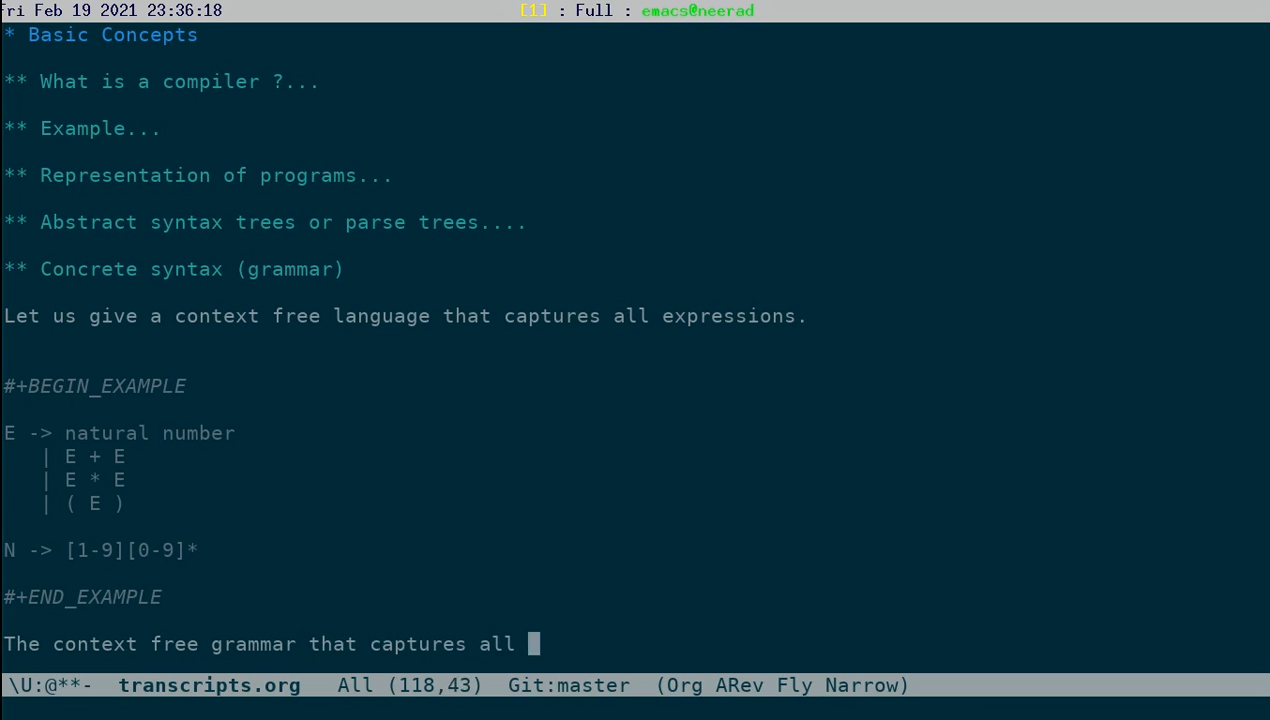 ri Feb 19 2021 23:36:18 [1] : Full : emacs@neerad
* Basic Concepts
** What is a compiler ?...
** Example...
** Representation of programs...
** Abstract syntax trees or parse trees....
** Concrete syntax (grammar)
Let us give a context free language that captures all expressions.
#+BEGIN_EXAMPLE
E -> natural number
| E + E
| E * E
| ( E )
N -> [1-9][0-9]*
#+END_EXAMPLE
The context free grammar that captures all
\U:@**- transcripts.org All (118,43) Git:master (Org ARev Fly Narrow)